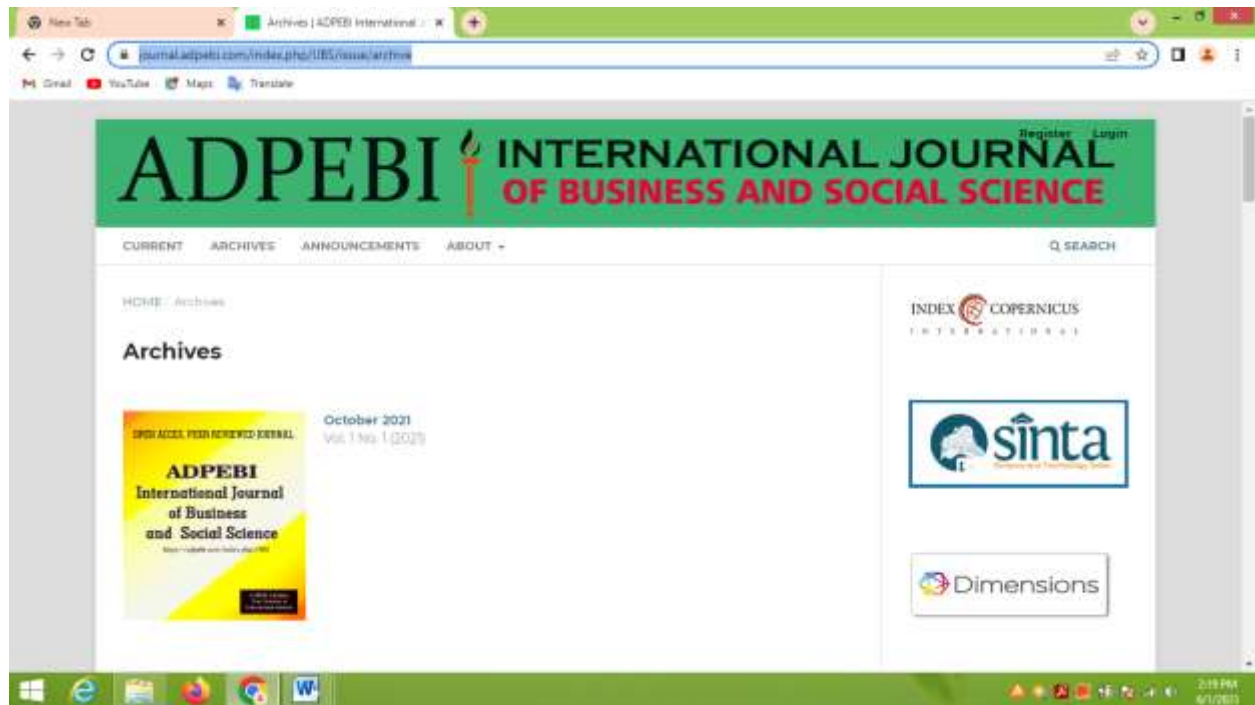 New Tab
Archives | ADPEBI International J
journal.adpebi.com/index.php/IJBS/issue/archive
Gmail YouTube Maps Translate
Register Login
ADPEBI INTERNATIONAL JOURNAL
OF BUSINESS AND SOCIAL SCIENCE
CURRENT ARCHIVES ANNOUNCEMENTS ABOUT
SEARCH
HOME Archives
Archives
OPEN ACCES, PEER REVIEWED JOURNAL
ADPEBI
International Journal
of Business
and Social Science
October 2021
Vol. 1 No. 1 (2021)
INDEX COPERNICUS
INTERNATIONAL
sinta
Dimensions
2:19 PM